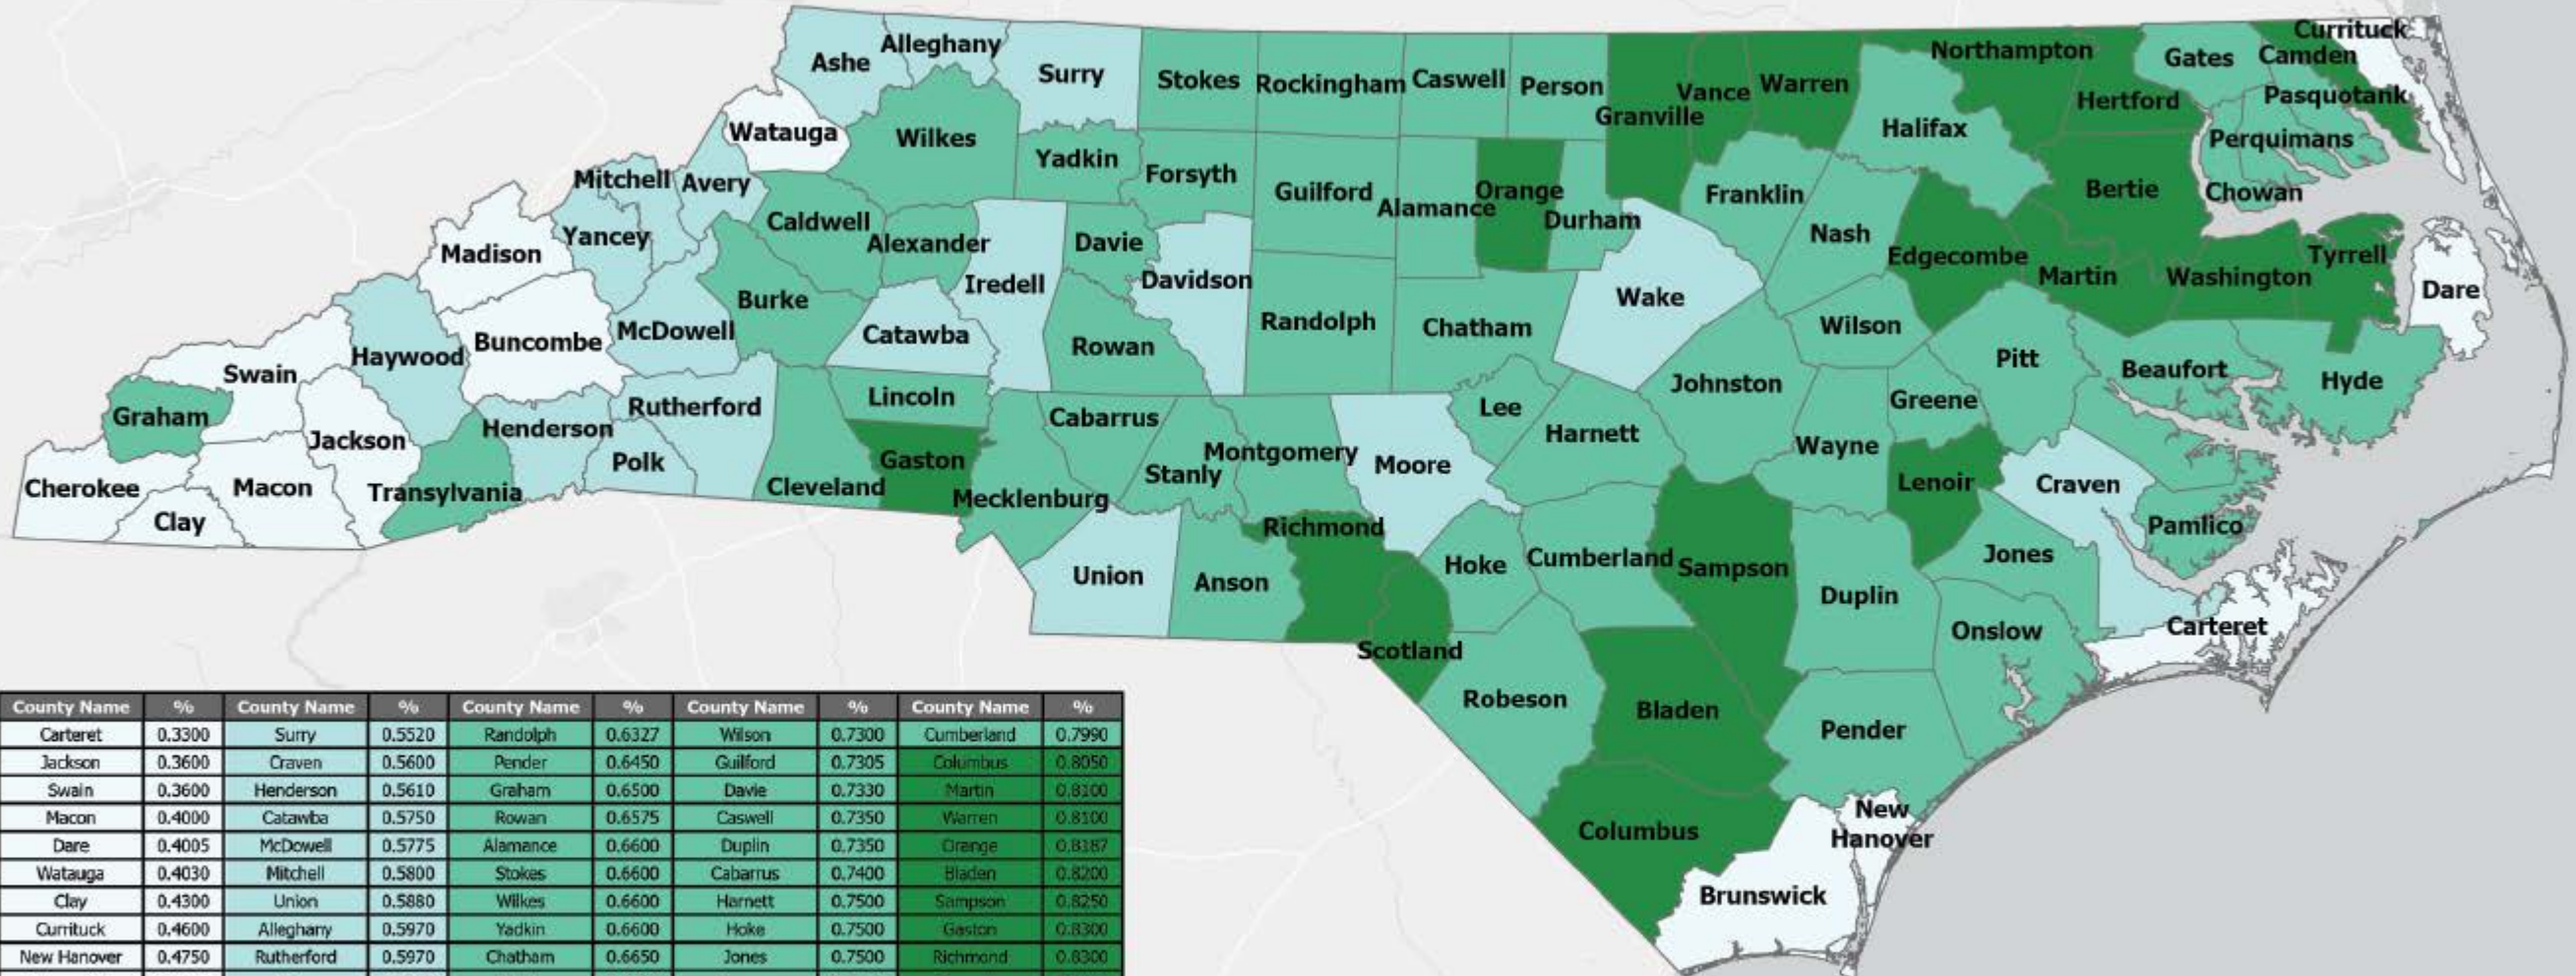 Currituck
Alleghany
Northampton
Gates
Camden
Ashe
Surry
Stokes
Rockingham
Caswell
Person
Vance
Warren
Hertford
Pasquotank
Granville
Watauga
Wilkes
Halifax
Perquimans
Yadkin
Forsyth
Mitchell
Avery
Guilford
Orange
Franklin
Bertie
Chowan
Alamance
Durham
Caldwell
Yancey
Alexander
Davie
Nash
Madison
Edgecombe
Tyrrell
Davidson
Iredell
Martin
Washington
Wake
Dare
Burke
McDowell
Catawba
Randolph
Chatham
Wilson
Buncombe
Haywood
Rowan
Pitt
Beaufort
Swain
Hyde
Johnston
Lincoln
Greene
Rutherford
Graham
Cabarrus
Lee
Henderson
Harnett
Jackson
Wayne
Montgomery
Gaston
Polk
Moore
Stanly
Cherokee
Macon
Transylvania
Cleveland
Mecklenburg
Lenoir
Craven
Clay
Richmond
Pamlico
Jones
Hoke
Cumberland
Sampson
Union
Anson
Duplin
Onslow
Carteret
Scotland
Robeson
Bladen
Pender
New
Hanover
Columbus
Brunswick
County Name % County Name % County Name % County Name % County Name %
Carteret 0.3300 Surry 0.5520 Randolph 0.6327 Wilson 0.7300 Cumberland 0.7990
Jackson 0.3600 Craven 0.5600 Pender 0.6450 Guilford 0.7305 Columbus 0.8050
Swain 0.3600 Henderson 0.5610 Graham 0.6500 Davie 0.7330 Martin 0.8100
Macon 0.4000 Catawba 0.5750 Rowan 0.6575 Caswell 0.7350 Warren 0.8100
Dare 0.4005 McDowell 0.5775 Alamance 0.6600 Duplin 0.7350 Orange 0.8187
Watauga 0.4030 Mitchell 0.5800 Stokes 0.6600 Cabarrus 0.7400 Bladen 0.8200
Clay 0.4300 Union 0.5880 Wilkes 0.6600 Harnett 0.7500 Sampson 0.8250
Currituck 0.4600 Alleghany 0.5970 Yadkin 0.6600 Hoke 0.7500 Gaston 0.8300
New Hanover 0.4750 Rutherford 0.5970 Chatham 0.6650 Jones 0.7500 Richmond 0.8300